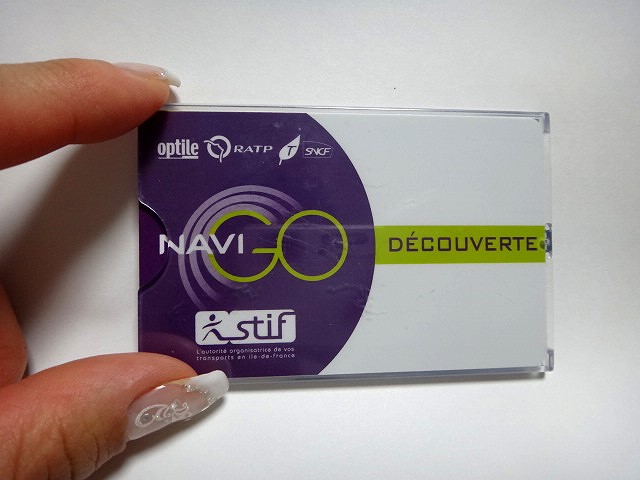 optile RATP T SNCF
NAVIGO DÉCOUVERTE
stif
L'autorité organisatrice de vos
transports en île-de-france